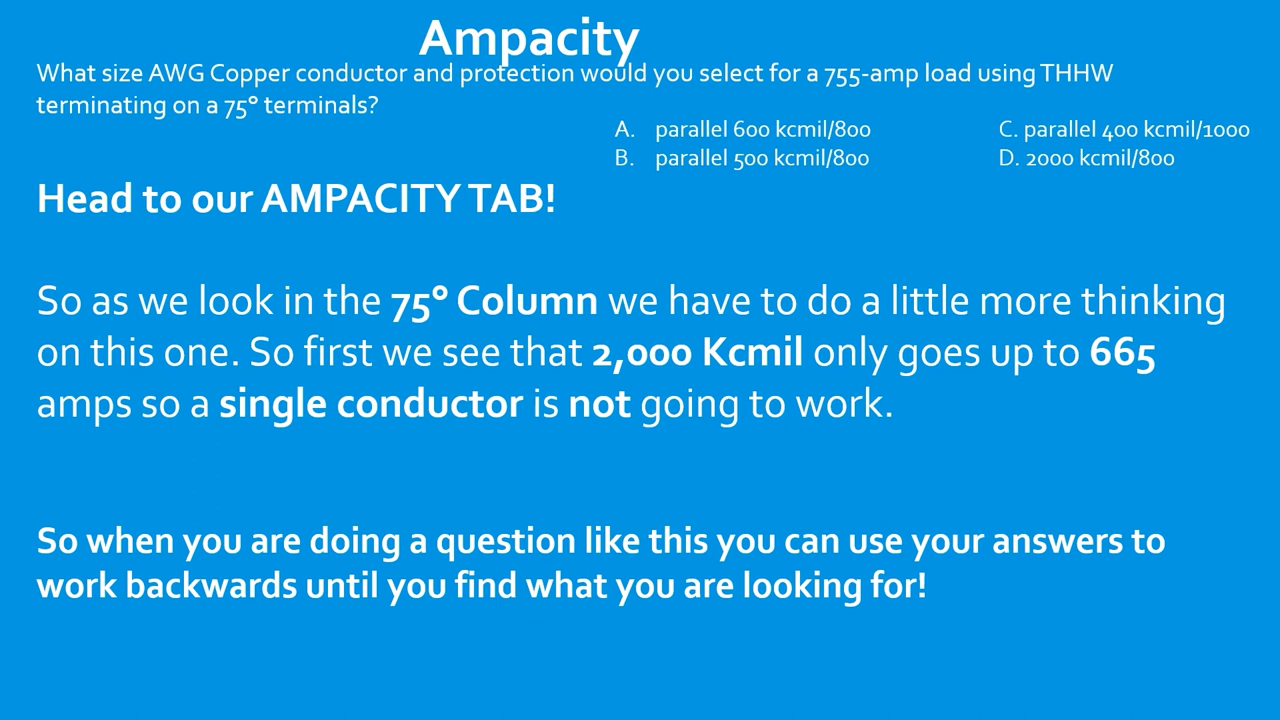 Ampacity
What size AWG Copper conductor and protection would you select for a 755-amp load using THHW
terminating on a 75° terminals?
A. parallel 600 kcmil/800
B. parallel 500 kcmil/800
C. parallel 400 kcmil/1000
D. 2000 kcmil/800
Head to our AMPACITY TAB!
So as we look in the 75° Column we have to do a little more thinking
on this one. So first we see that 2,000 Kcmil only goes up to 665
amps so a single conductor is not going to work.
So when you are doing a question like this you can use your answers to
work backwards until you find what you are looking for!